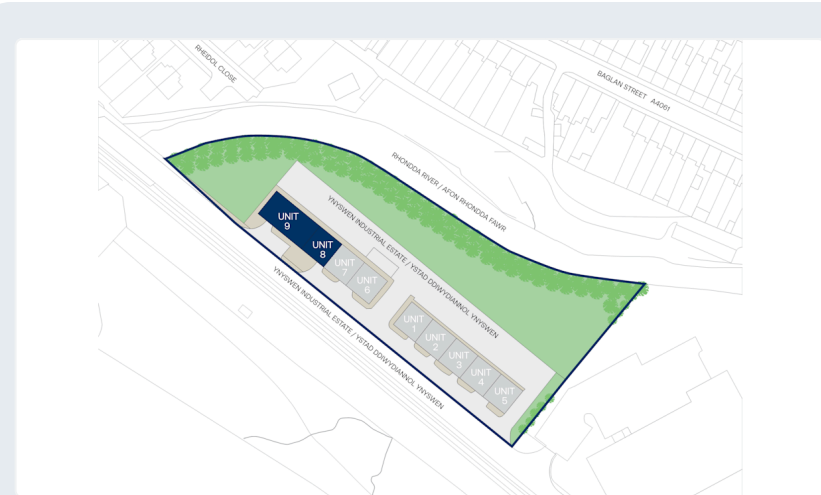 RHEIDOL CLOSE
BAGLAN STREET A4061
RHONDDA RIVER / AFON RHONDDA FAWR
YNYSWEN INDUSTRIAL ESTATE / YSTAD DDIWYDIANNOL YNYSWEN
UNIT
9
UNIT
8
UNIT
7
UNIT
6
YNYSWEN INDUSTRIAL ESTATE / YSTAD DDIWYDIANNOL YNYSWEN
UNIT
1
UNIT
2
UNIT
3
UNIT
4
UNIT
5